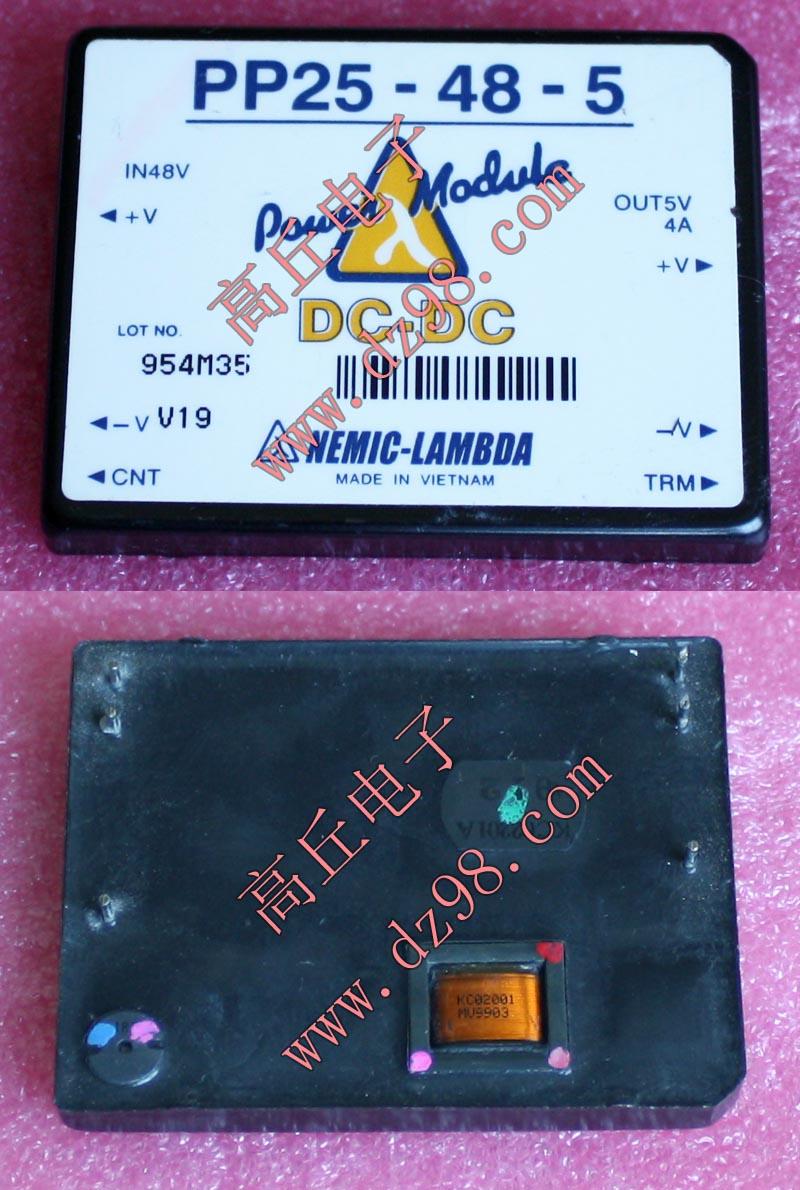 PP25 - 48 - 5
IN48V
+V
Power Module
λ
OUT5V
4A
+V
DC-DC
LOT NO.
954M35
-V V19
NEMIC-LAMBDA
MADE IN VIETNAM
CNT
TRM
高丘电子
www.dz98.com
高丘电子
www.dz98.com
KC02001
MV9903